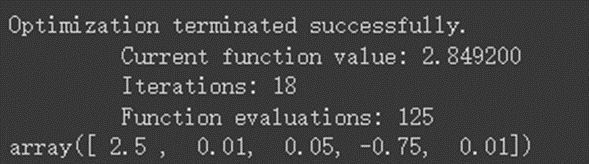 Optimization terminated successfully.
Current function value: 2.849200
Iterations: 18
Function evaluations: 125
array([ 2.5 ,  0.01,  0.05, -0.75,  0.01])